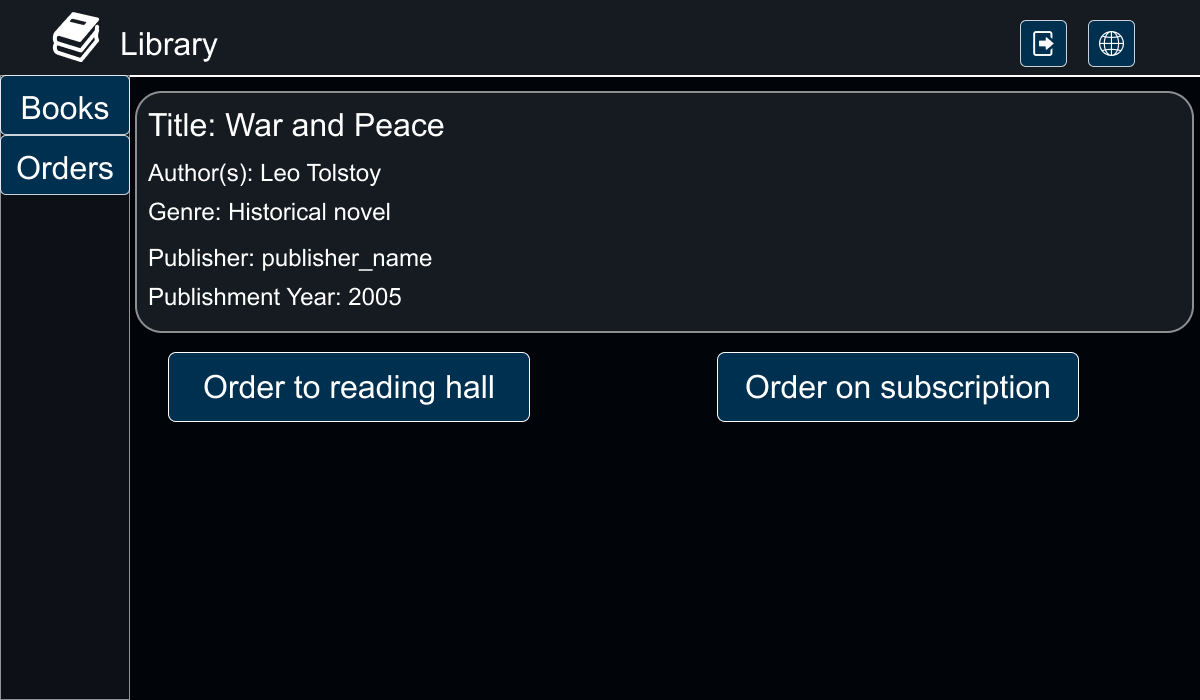 Library
Books
Orders
Title: War and Peace
Author(s): Leo Tolstoy
Genre: Historical novel
Publisher: publisher_name
Publishment Year: 2005
Order to reading hall
Order on subscription